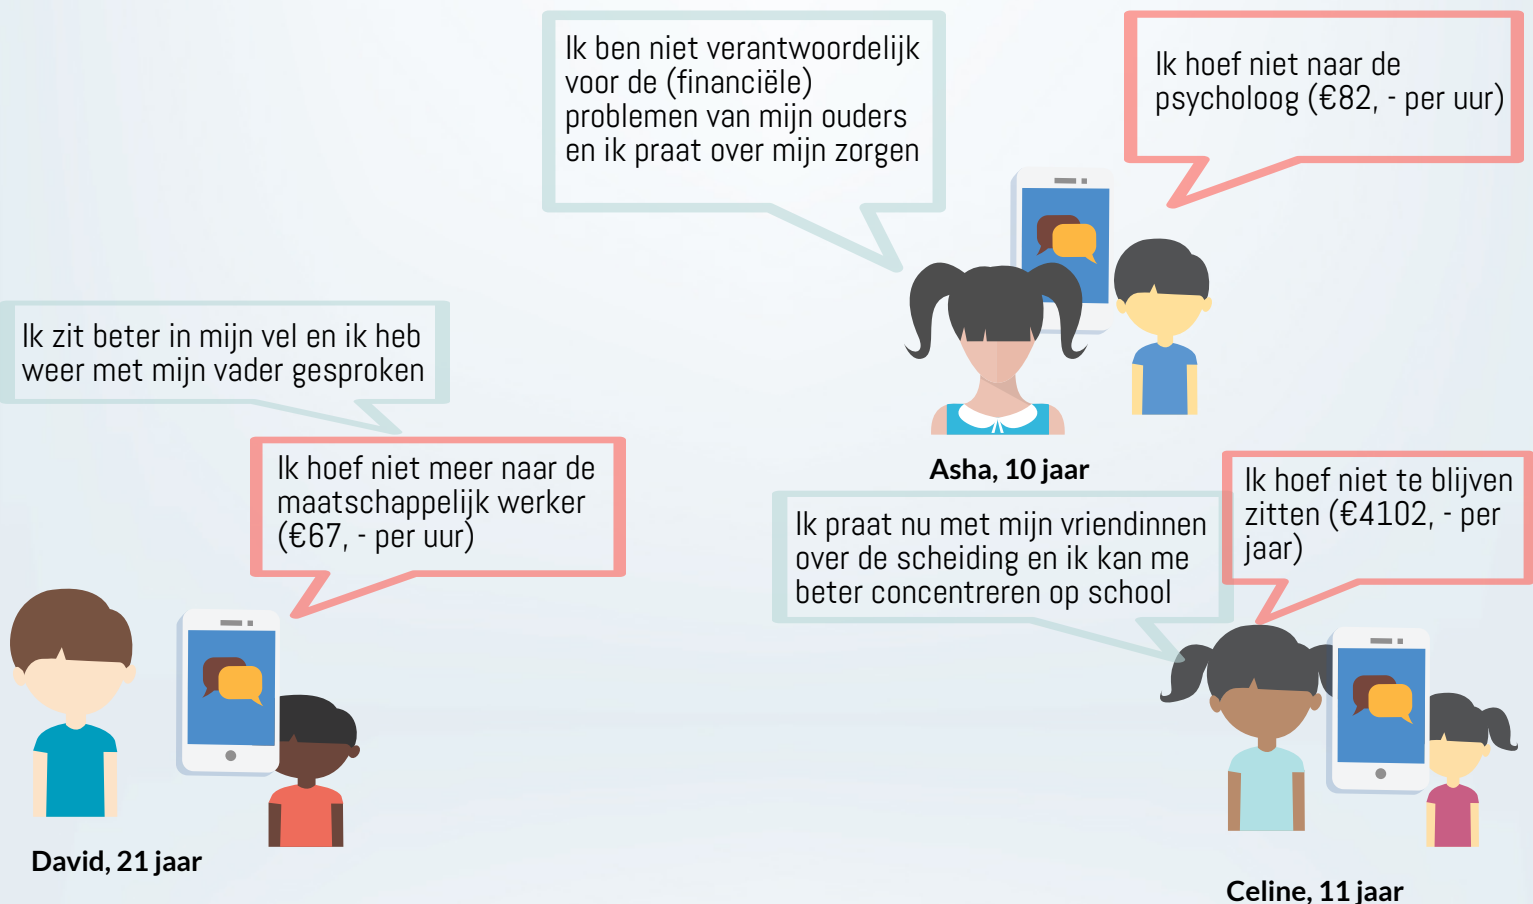 Ik ben niet verantwoordelijk
voor de (financiële)
problemen van mijn ouders
en ik praat over mijn zorgen
Ik hoef niet naar de
psycholoog (€82, - per uur)
Asha, 10 jaar
Ik zit beter in mijn vel en ik heb
weer met mijn vader gesproken
Ik hoef niet meer naar de
maatschappelijk werker
(€67, - per uur)
David, 21 jaar
Ik praat nu met mijn vriendinnen
over de scheiding en ik kan me
beter concentreren op school
Ik hoef niet te blijven
zitten (€4102, - per
jaar)
Celine, 11 jaar